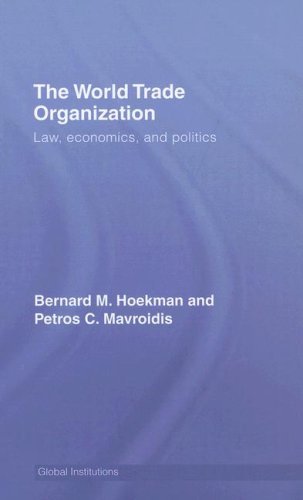 The World Trade
Organization
Law, economics, and politics
Bernard M. Hoekman and
Petros C. Mavroidis
Global Institutions